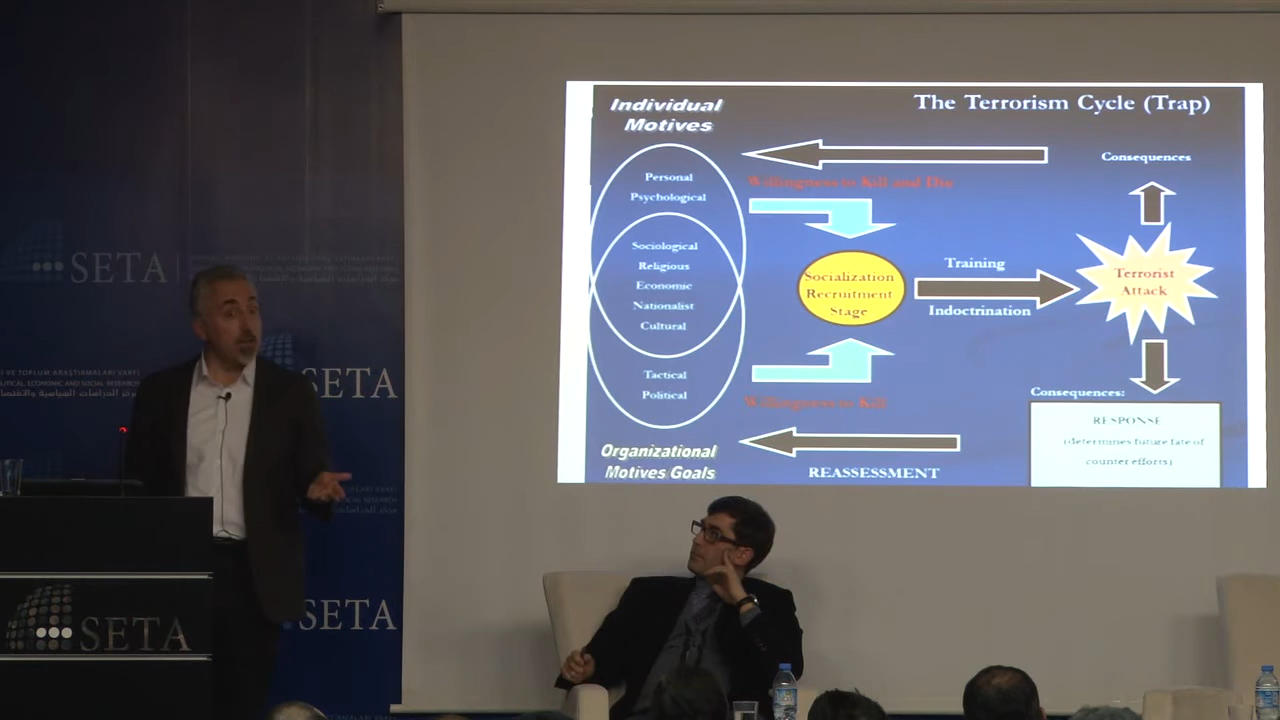 Individual
Motives
The Terrorism Cycle (Trap)
Consequences
Personal
Psychological
Willingness to Kill and Die
Sociological
Religious
Economic
Nationalist
Cultural
Socialization
Recruitment
Stage
Training
Indoctrination
Terrorist
Attack
Tactical
Political
Willingness to Kill
Consequences:
RESPONSE
(determines future fate of
counter efforts)
Organizational
Motives Goals
REASSESSMENT
SETA
SETA
SETA
SETA